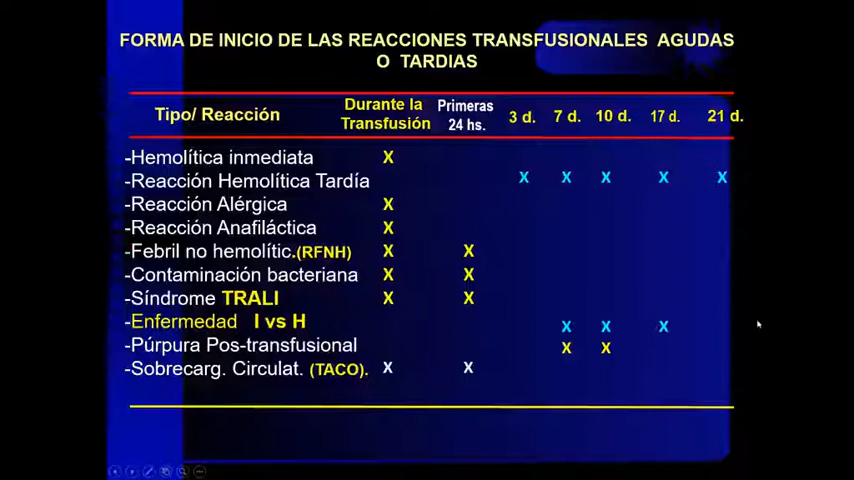 FORMA DE INICIO DE LAS REACCIONES TRANSFUSIONALES AGUDAS
O TARDIAS
Tipo/ Reacción Durante la Transfusión Primeras 24 hs. 3 d. 7 d. 10 d. 17 d. 21 d.
-Hemolítica inmediata X
-Reacción Hemolítica Tardía X X X X X
-Reacción Alérgica X
-Reacción Anafiláctica X
-Febril no hemolític.(RFNH) X X
-Contaminación bacteriana X X
-Síndrome TRALI X X
-Enfermedad I vs H X X X
-Púrpura Pos-transfusional X X
-Sobrecarg. Circulat. (TACO). X X